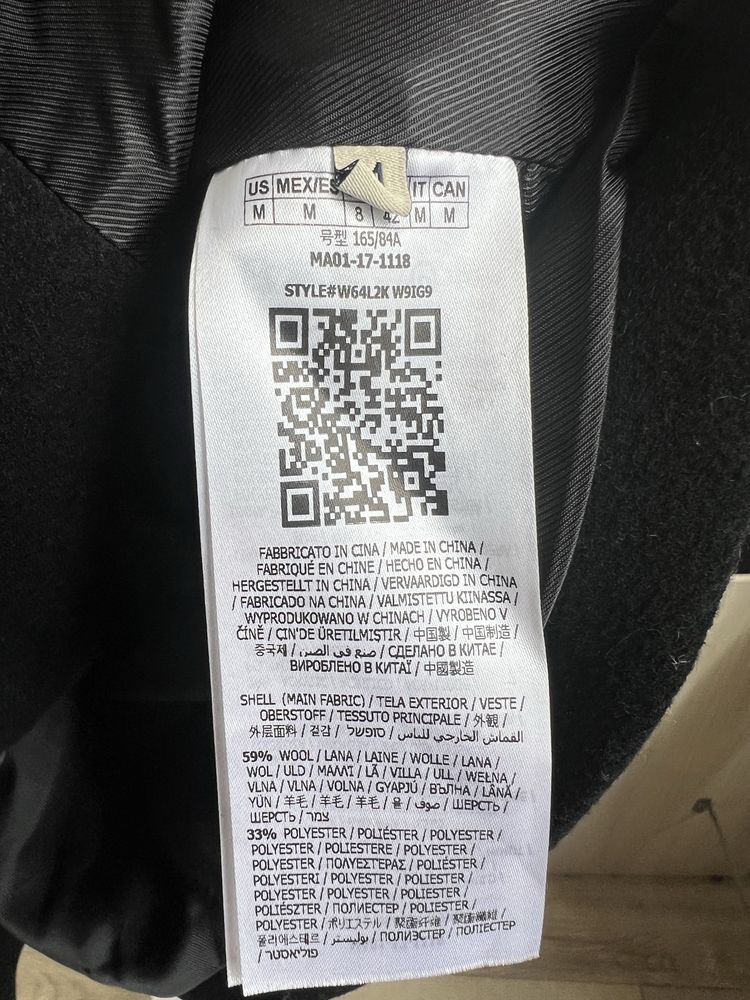 US MEX/ES IT CAN
M M 8 42 M M
号型 165/84A
MA01-17-1118
STYLE#W64L2K W9IG9
FABBRICATO IN CINA / MADE IN CHINA /
FABRIQUÉ EN CHINE / HECHO EN CHINA /
HERGESTELLT IN CHINA / VERVAARDIGD IN CHINA
/ FABRICADO NA CHINA / VALMISTETTU KIINASSA /
WYPRODUKOWANO W CHINACH / VYROBENO V
ČÍNĚ / ÇIN'DE ÜRETILMIŞTIR / 中国製 / 中国制造 /
중국제 / صنع في الصين / СДЕЛАНО В КИТАЕ /
ВИРОБЛЕНО В КИТАЇ / 中國製造
SHELL (MAIN FABRIC) / TELA EXTERIOR / VESTE /
OBERSTOFF / TESSUTO PRINCIPALE / 外観 /
外层面料 / 겉감 / סופשל / القماش الخارجي للباس
59% WOOL / LANA / LAINE / WOLLE / LANA /
WOL / ULD / ΜΑΛΛΙ / LÃ / VILLA / ULL / WEŁNA /
VLNA / VLNA / VOLNA / GYAPJÚ / ВЪЛНА / LÂNĂ /
YÜN / 羊毛 / 羊毛 / 羊毛 / 울 / صوف / ШЕРСТЬ /
ШЕРСТЬ / צמר
33% POLYESTER / POLIÉSTER / POLYESTER /
POLYESTER / POLIESTERE / POLYESTER /
POLYESTER / ΠΟΛΥΕΣΤΈΡΑΣ / POLIÉSTER /
POLYESTERI / POLYESTER / POLIESTER /
POLYESTER / POLYESTER / POLIESTER /
POLIÉSZTER / ПОЛИЕСТЕР / POLIESTER /
POLYESTER / ポリエステル / 聚酯纤维 / 聚酯纖維 /
폴리에스테르 / بوليستر / ПОЛИЭСТЕР / ПОЛІЕСТЕР
/ פוליאסטר